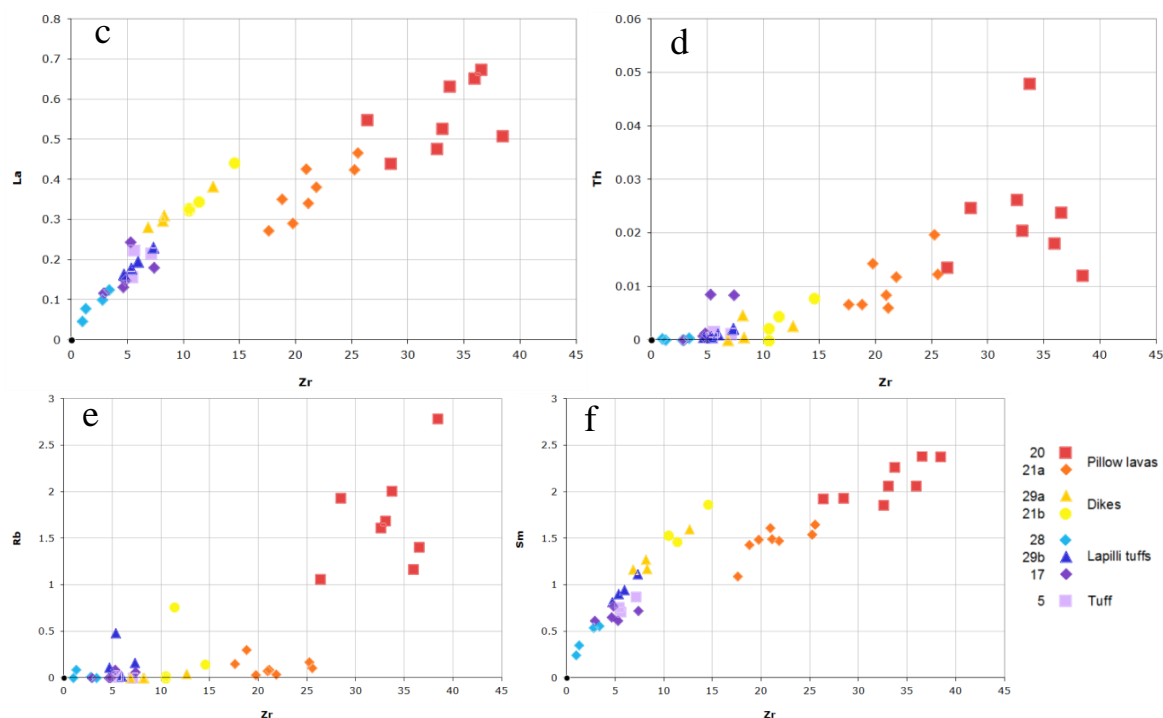 c
0.8
0.7
0.6
0.5
0.4
0.3
0.2
0.1
0
La
0 5 10 15 20 25 30 35 40 45
Zr
d
0.06
0.05
0.04
0.03
0.02
0.01
0
Th
0 5 10 15 20 25 30 35 40 45
Zr
e
3
2.5
2
1.5
1
0.5
0
Rb
0 5 10 15 20 25 30 35 40 45
Zr
f
3
2.5
2
1.5
1
0.5
0
Sm
0 5 10 15 20 25 30 35 40 45
Zr
20
21a
Pillow lavas
29a
21b
Dikes
28
29b
17
Lapilli tuffs
5
Tuff